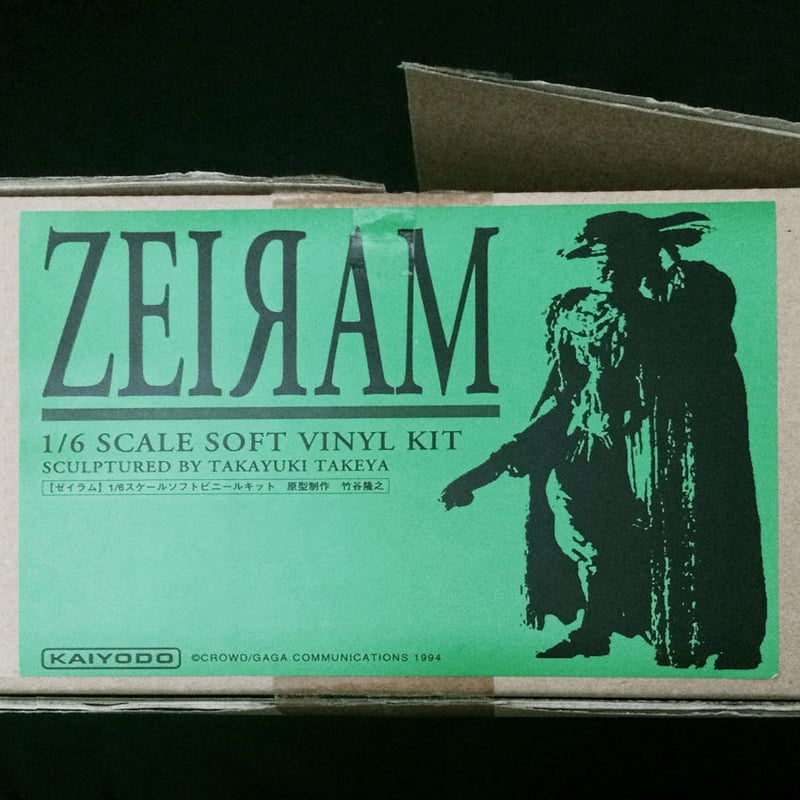 ZEIЯAM
1/6 SCALE SOFT VINYL KIT
SCULPTURED BY TAKAYUKI TAKEYA
【ゼイラム】1/6スケールソフトビニールキット 原型制作 竹谷隆之
KAIYODO ©CROWD/GAGA.COMMUNICATIONS 1994